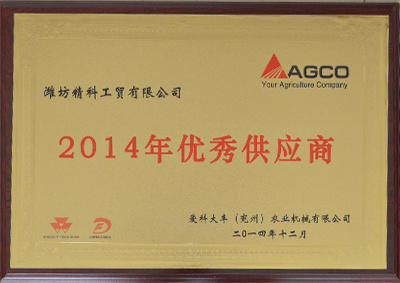 AGCO
Your Agriculture Company
潍坊精科工贸有限公司
2014年优秀供应商
爱科大丰（兖州）农业机械有限公司
二〇一四年十二月